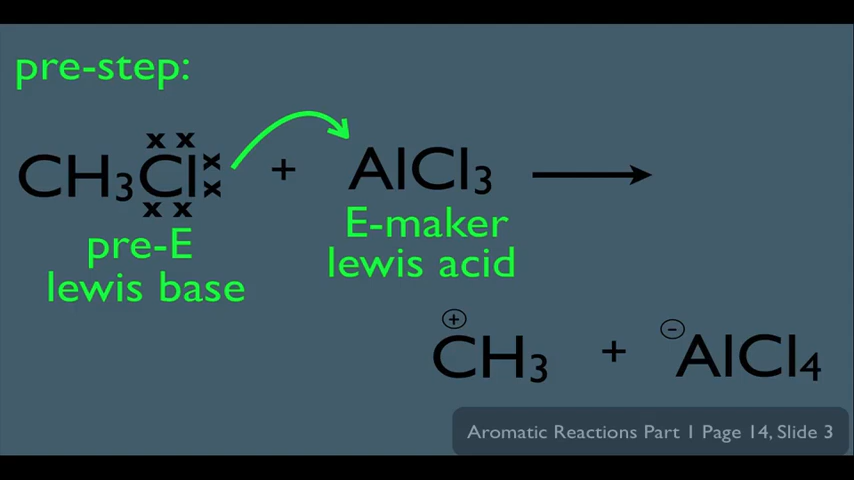 pre-step:
CH₃Cl + AlCl₃ ⟶
pre-E
lewis base
E-maker
lewis acid
⊕CH₃ + ⊖AlCl₄
Aromatic Reactions Part 1 Page 14, Slide 3